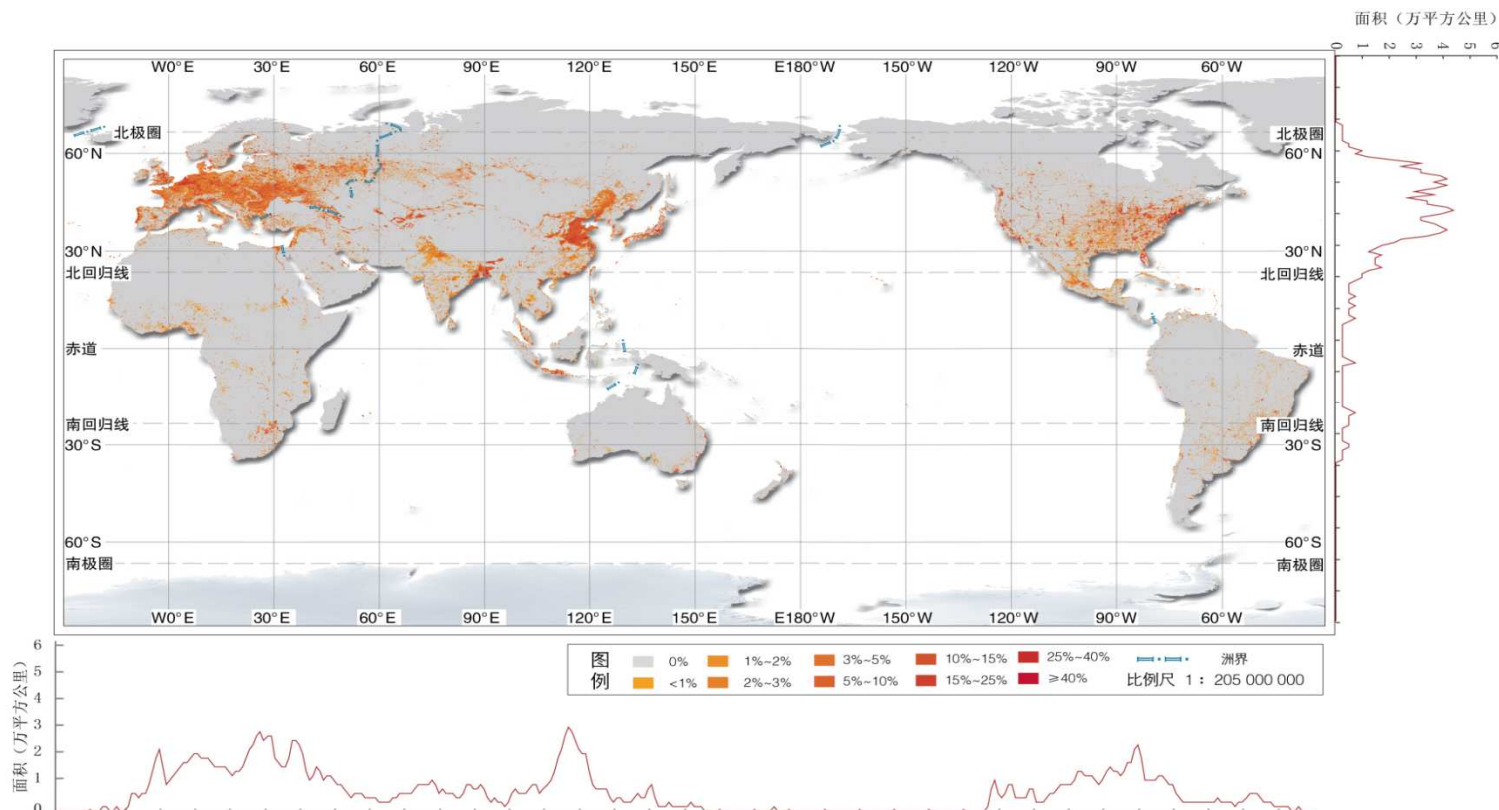 面积（万平方公里）
0 1 2 3 4 5 6
W0°E 30°E 60°E 90°E 120°E 150°E E180°W 150°W 120°W 90°W 60°W
北极圈 北极圈
60°N 60°N
30°N 30°N
北回归线 北回归线
赤道 赤道
南回归线 南回归线
30°S 30°S
60°S 60°S
南极圈 南极圈
W0°E 30°E 60°E 90°E 120°E 150°E E180°W 150°W 120°W 90°W 60°W
图例
0% 1%~2% 3%~5% 10%~15% 25%~40% 洲界
<1% 2%~3% 5%~10% 15%~25% ≥40% 比例尺 1：205 000 000
面积（万平方公里）
6
5
4
3
2
1
0